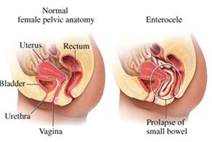 Normal
female pelvic anatomy
Enterocele
Uterus
Rectum
Bladder
Urethra
Vagina
Prolapse of
small bowel